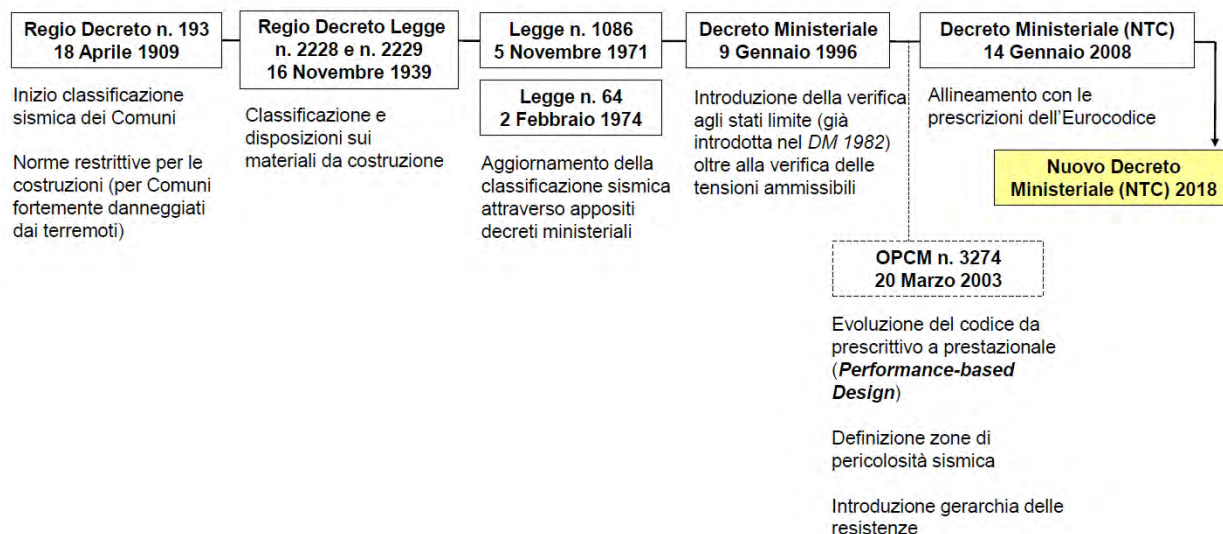 Regio Decreto n. 193
18 Aprile 1909
Inizio classificazione
sismica dei Comuni
Norme restrittive per le
costruzioni (per Comuni
fortemente danneggiati
dai terremoti)
Regio Decreto Legge
n. 2228 e n. 2229
16 Novembre 1939
Classificazione e
disposizioni sui
materiali da costruzione
Legge n. 1086
5 Novembre 1971
Legge n. 64
2 Febbraio 1974
Aggiornamento della
classificazione sismica
attraverso appositi
decreti ministeriali
Decreto Ministeriale
9 Gennaio 1996
Introduzione della verifica
agli stati limite (già
introdotta nel DM 1982)
oltre alla verifica delle
tensioni ammissibili
OPCM n. 3274
20 Marzo 2003
Evoluzione del codice da
prescrittivo a prestazionale
(Performance-based
Design)
Definizione zone di
pericolosità sismica
Introduzione gerarchia delle
resistenze
Decreto Ministeriale (NTC)
14 Gennaio 2008
Allineamento con le
prescrizioni dell'Eurocodice
Nuovo Decreto
Ministeriale (NTC) 2018